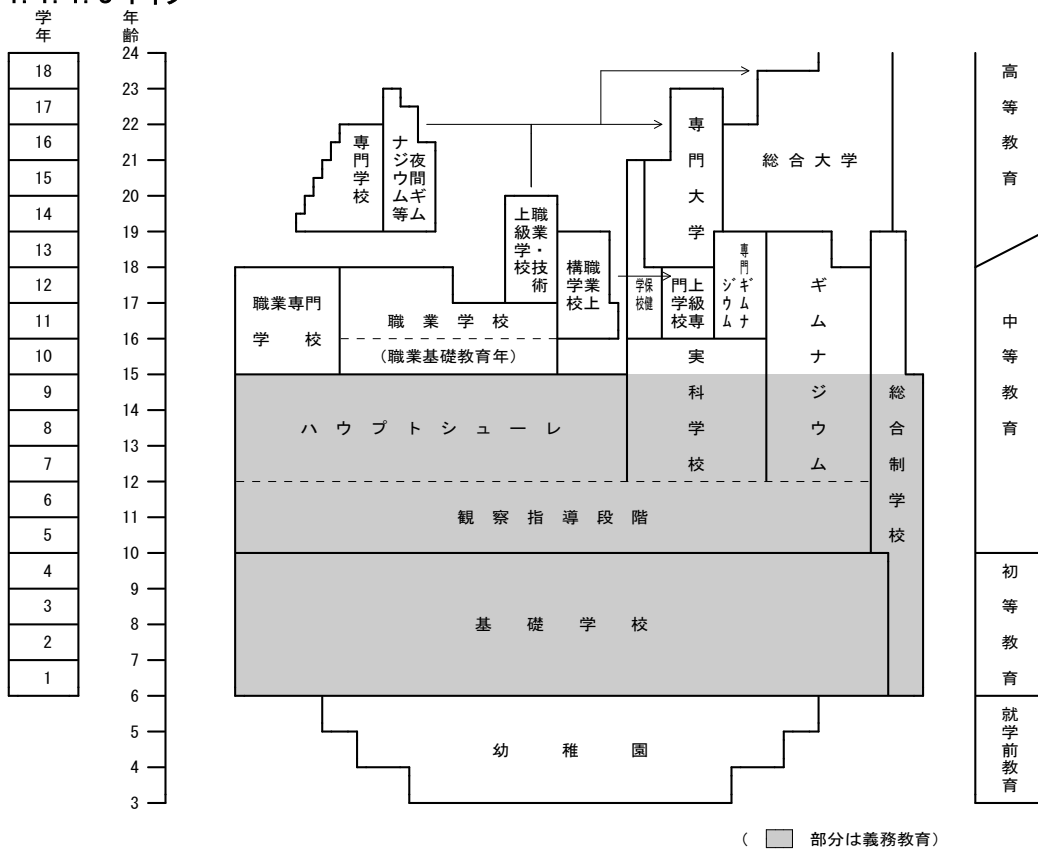 学年
年齢
24
18
23
17
22
16
21
15
20
14
19
13
18
12
17
11
16
10
15
9
14
8
13
7
12
6
11
5
10
4
9
3
8
2
7
1
6
5
4
3
専門学校
夜間ギムナジウム等
職業・技術上級学校
職業上構学校
専門大学
総合大学
職業専門学校
職業学校
(職業基礎教育年)
保健学校
上級専門学校
専門ギムナジウム
ギムナジウム
実科学校
総合制学校
ハウプトシューレ
観察指導段階
基礎学校
幼稚園
高等教育
中等教育
初等教育
就学前教育
( 部分は義務教育)